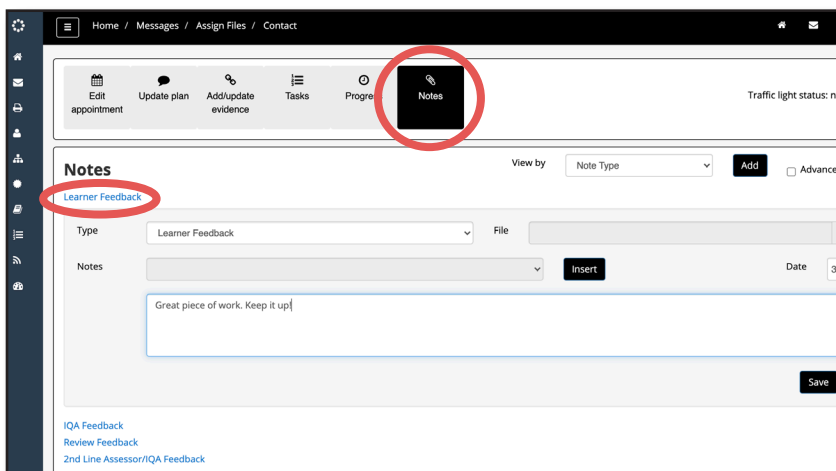 Home / Messages / Assign Files / Contact
Edit appointment
Update plan
Add/update evidence
Tasks
Notes
Traffic light status: n
Notes
View by
Note Type
Add
Advance
Learner Feedback
Type
Learner Feedback
File
Notes
Insert
Date
3
Great piece of work. Keep it up!
Save
IQA Feedback
Review Feedback
2nd Line Assessor/IQA Feedback